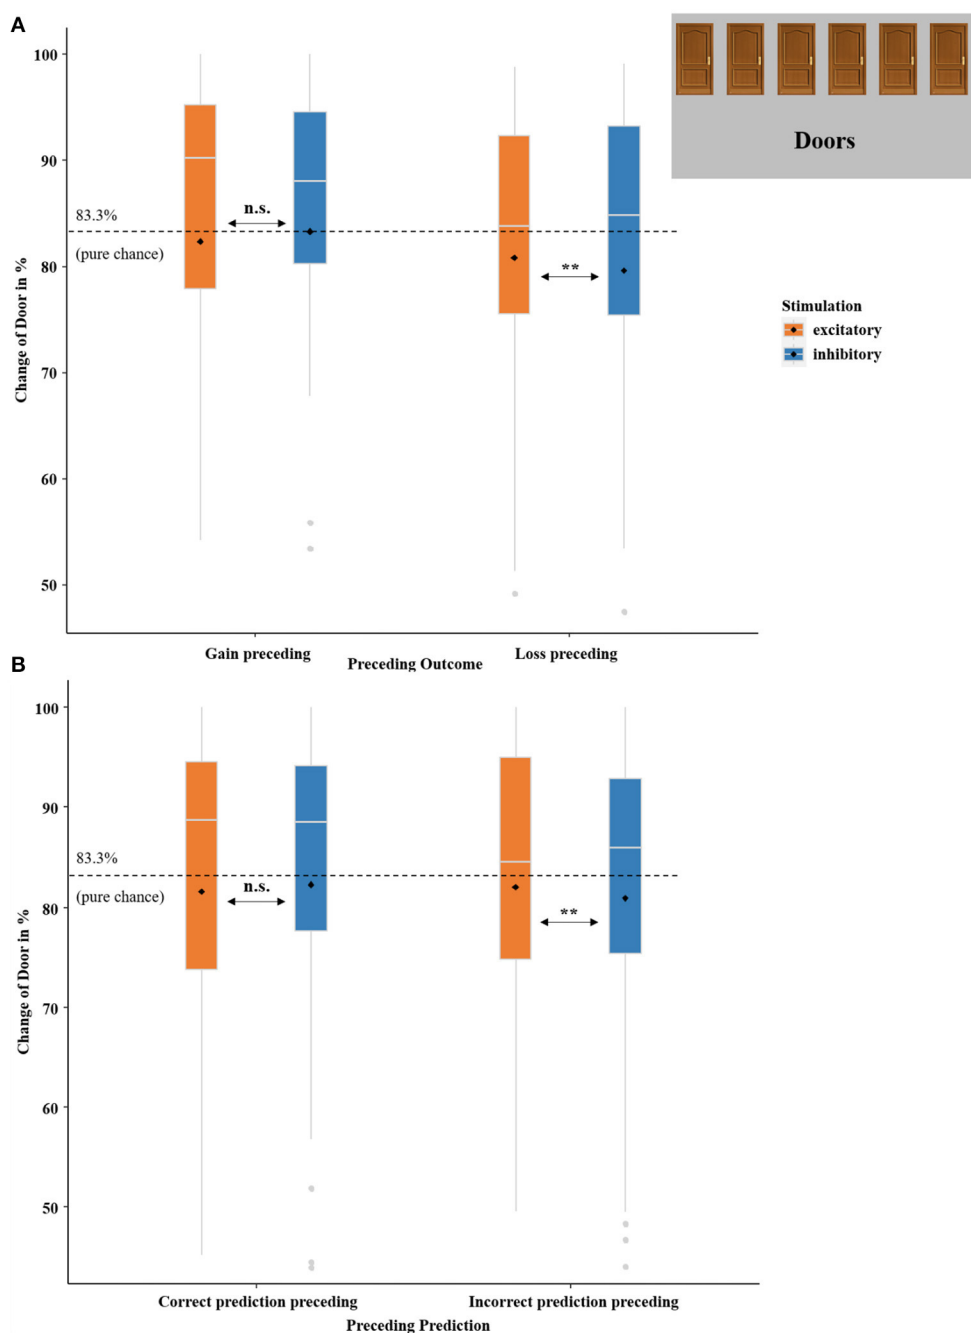 A
Doors
Change of Door in %
100
90
80
70
60
50
83.3%
(pure chance)
n.s.
**
Stimulation
excitatory
inhibitory
Gain preceding
Loss preceding
Preceding Outcome
B
Change of Door in %
100
90
80
70
60
50
83.3%
(pure chance)
n.s.
**
Correct prediction preceding
Incorrect prediction preceding
Preceding Prediction